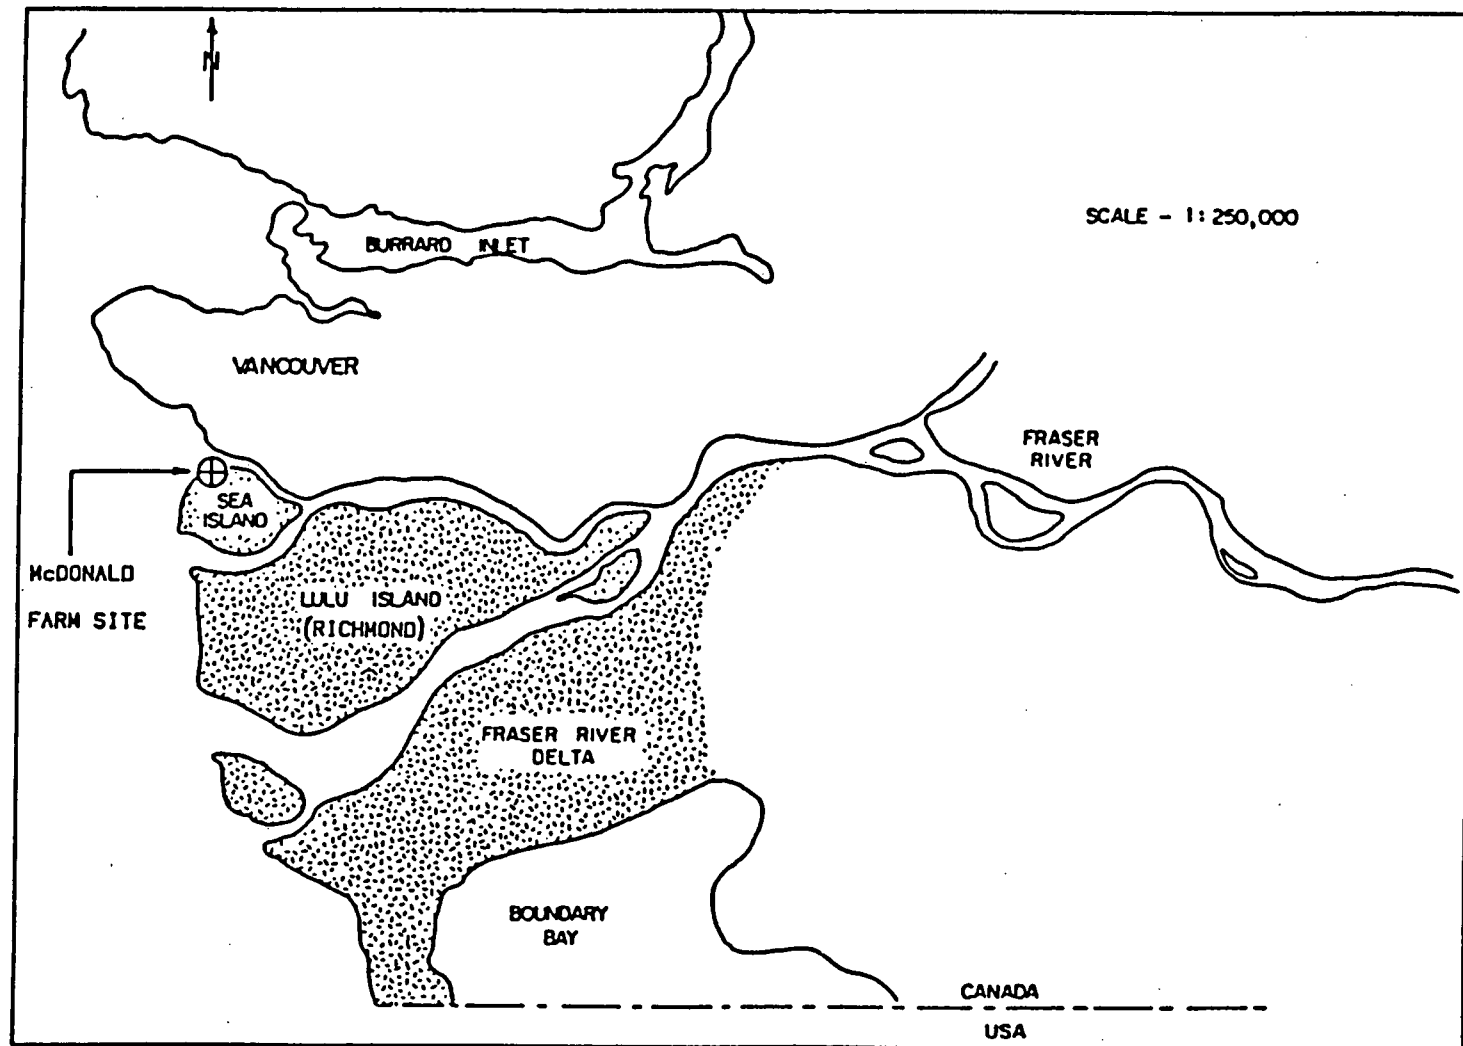 N
BURRARD INLET
SCALE - 1:250,000
VANCOUVER
FRASER
RIVER
SEA
ISLAND
McDONALD
FARM SITE
LULU ISLAND
(RICHMOND)
FRASER RIVER
DELTA
BOUNDARY
BAY
CANADA
USA